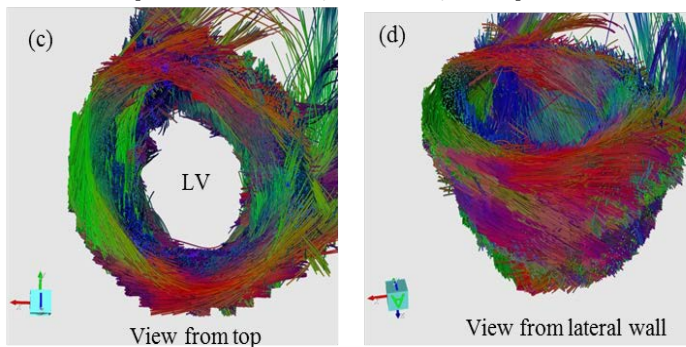 (c)
LV
I
View from top
(d)
A
View from lateral wall